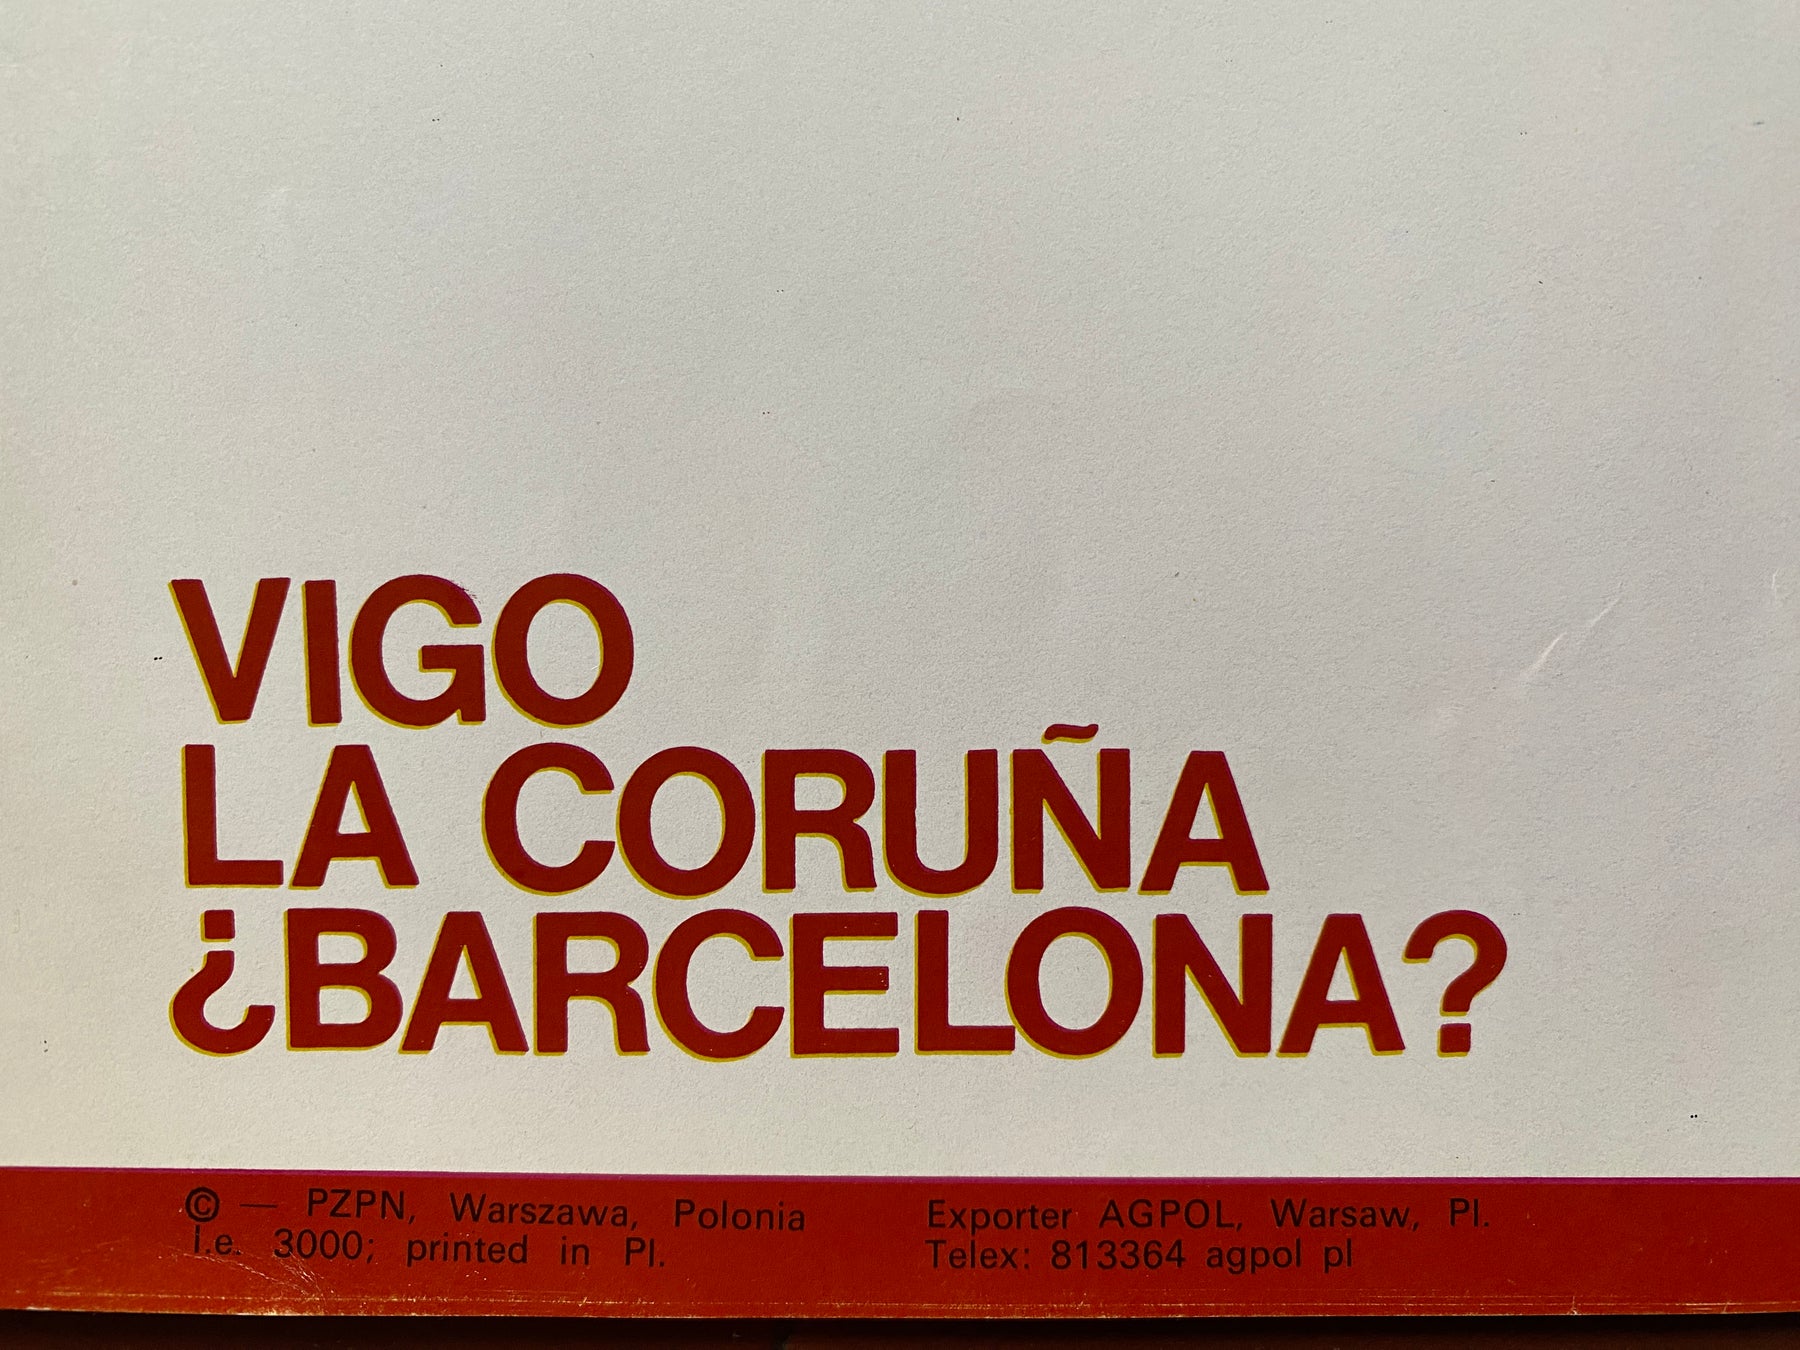 VIGO
LA CORUÑA
¿BARCELONA?
© — PZPN, Warszawa, Polonia
i.e. 3000; printed in Pl.
Exporter AGPOL, Warsaw, Pl.
Telex: 813364 agpol pl